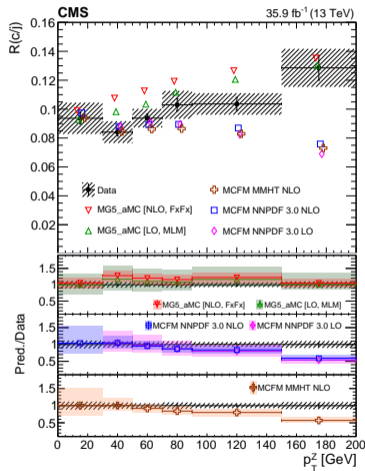 CMS 35.9 fb⁻¹ (13 TeV)
R(c/j)
0.16
0.14
0.12
0.1
0.08
0.06
0.04
0.02
Data
MCFM MMHT NLO
MG5_aMC [NLO, FxFx]
MCFM NNPDF 3.0 NLO
MG5_aMC [LO, MLM]
MCFM NNPDF 3.0 LO
Pred./Data
1.5
1.0
0.5
MG5_aMC [NLO, FxFx]
MG5_aMC [LO, MLM]
1.5
1.0
0.5
MCFM NNPDF 3.0 NLO
MCFM NNPDF 3.0 LO
1.5
1.0
0.5
MCFM MMHT NLO
0 20 40 60 80 100 120 140 160 180 200
p_T^Z [GeV]